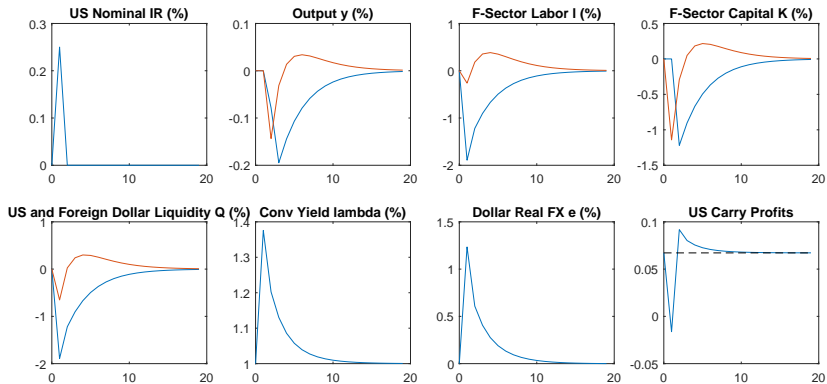 US Nominal IR (%)
0.3
0.2
0.1
0
0 10 20
Output y (%)
0.1
0
-0.1
-0.2
0 10 20
F-Sector Labor l (%)
1
0
-1
-2
0 10 20
F-Sector Capital K (%)
0.5
0
-0.5
-1
-1.5
0 10 20
US and Foreign Dollar Liquidity Q (%)
1
0
-1
-2
0 10 20
Conv Yield lambda (%)
1.4
1.3
1.2
1.1
1
0 10 20
Dollar Real FX e (%)
1.5
1
0.5
0
0 10 20
US Carry Profits
0.1
0.05
0
-0.05
0 10 20